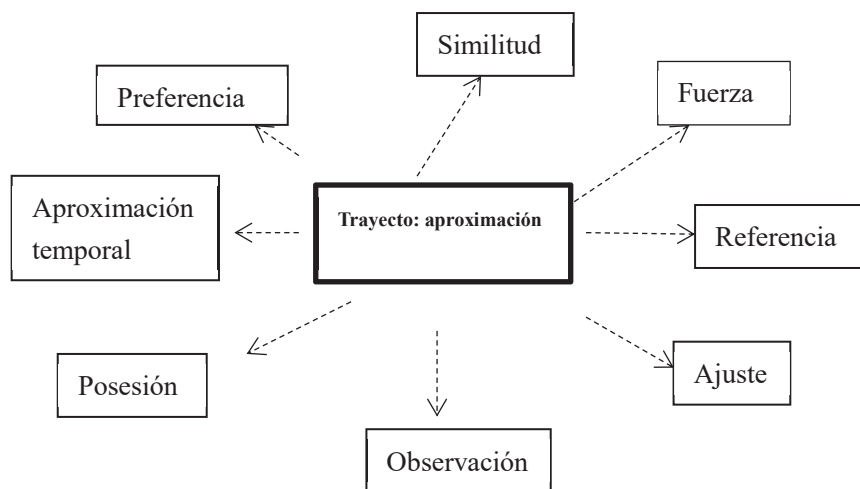 Similitud
Preferencia
Fuerza
Aproximación
temporal
Trayecto: aproximación
Referencia
Posesión
Ajuste
Observación